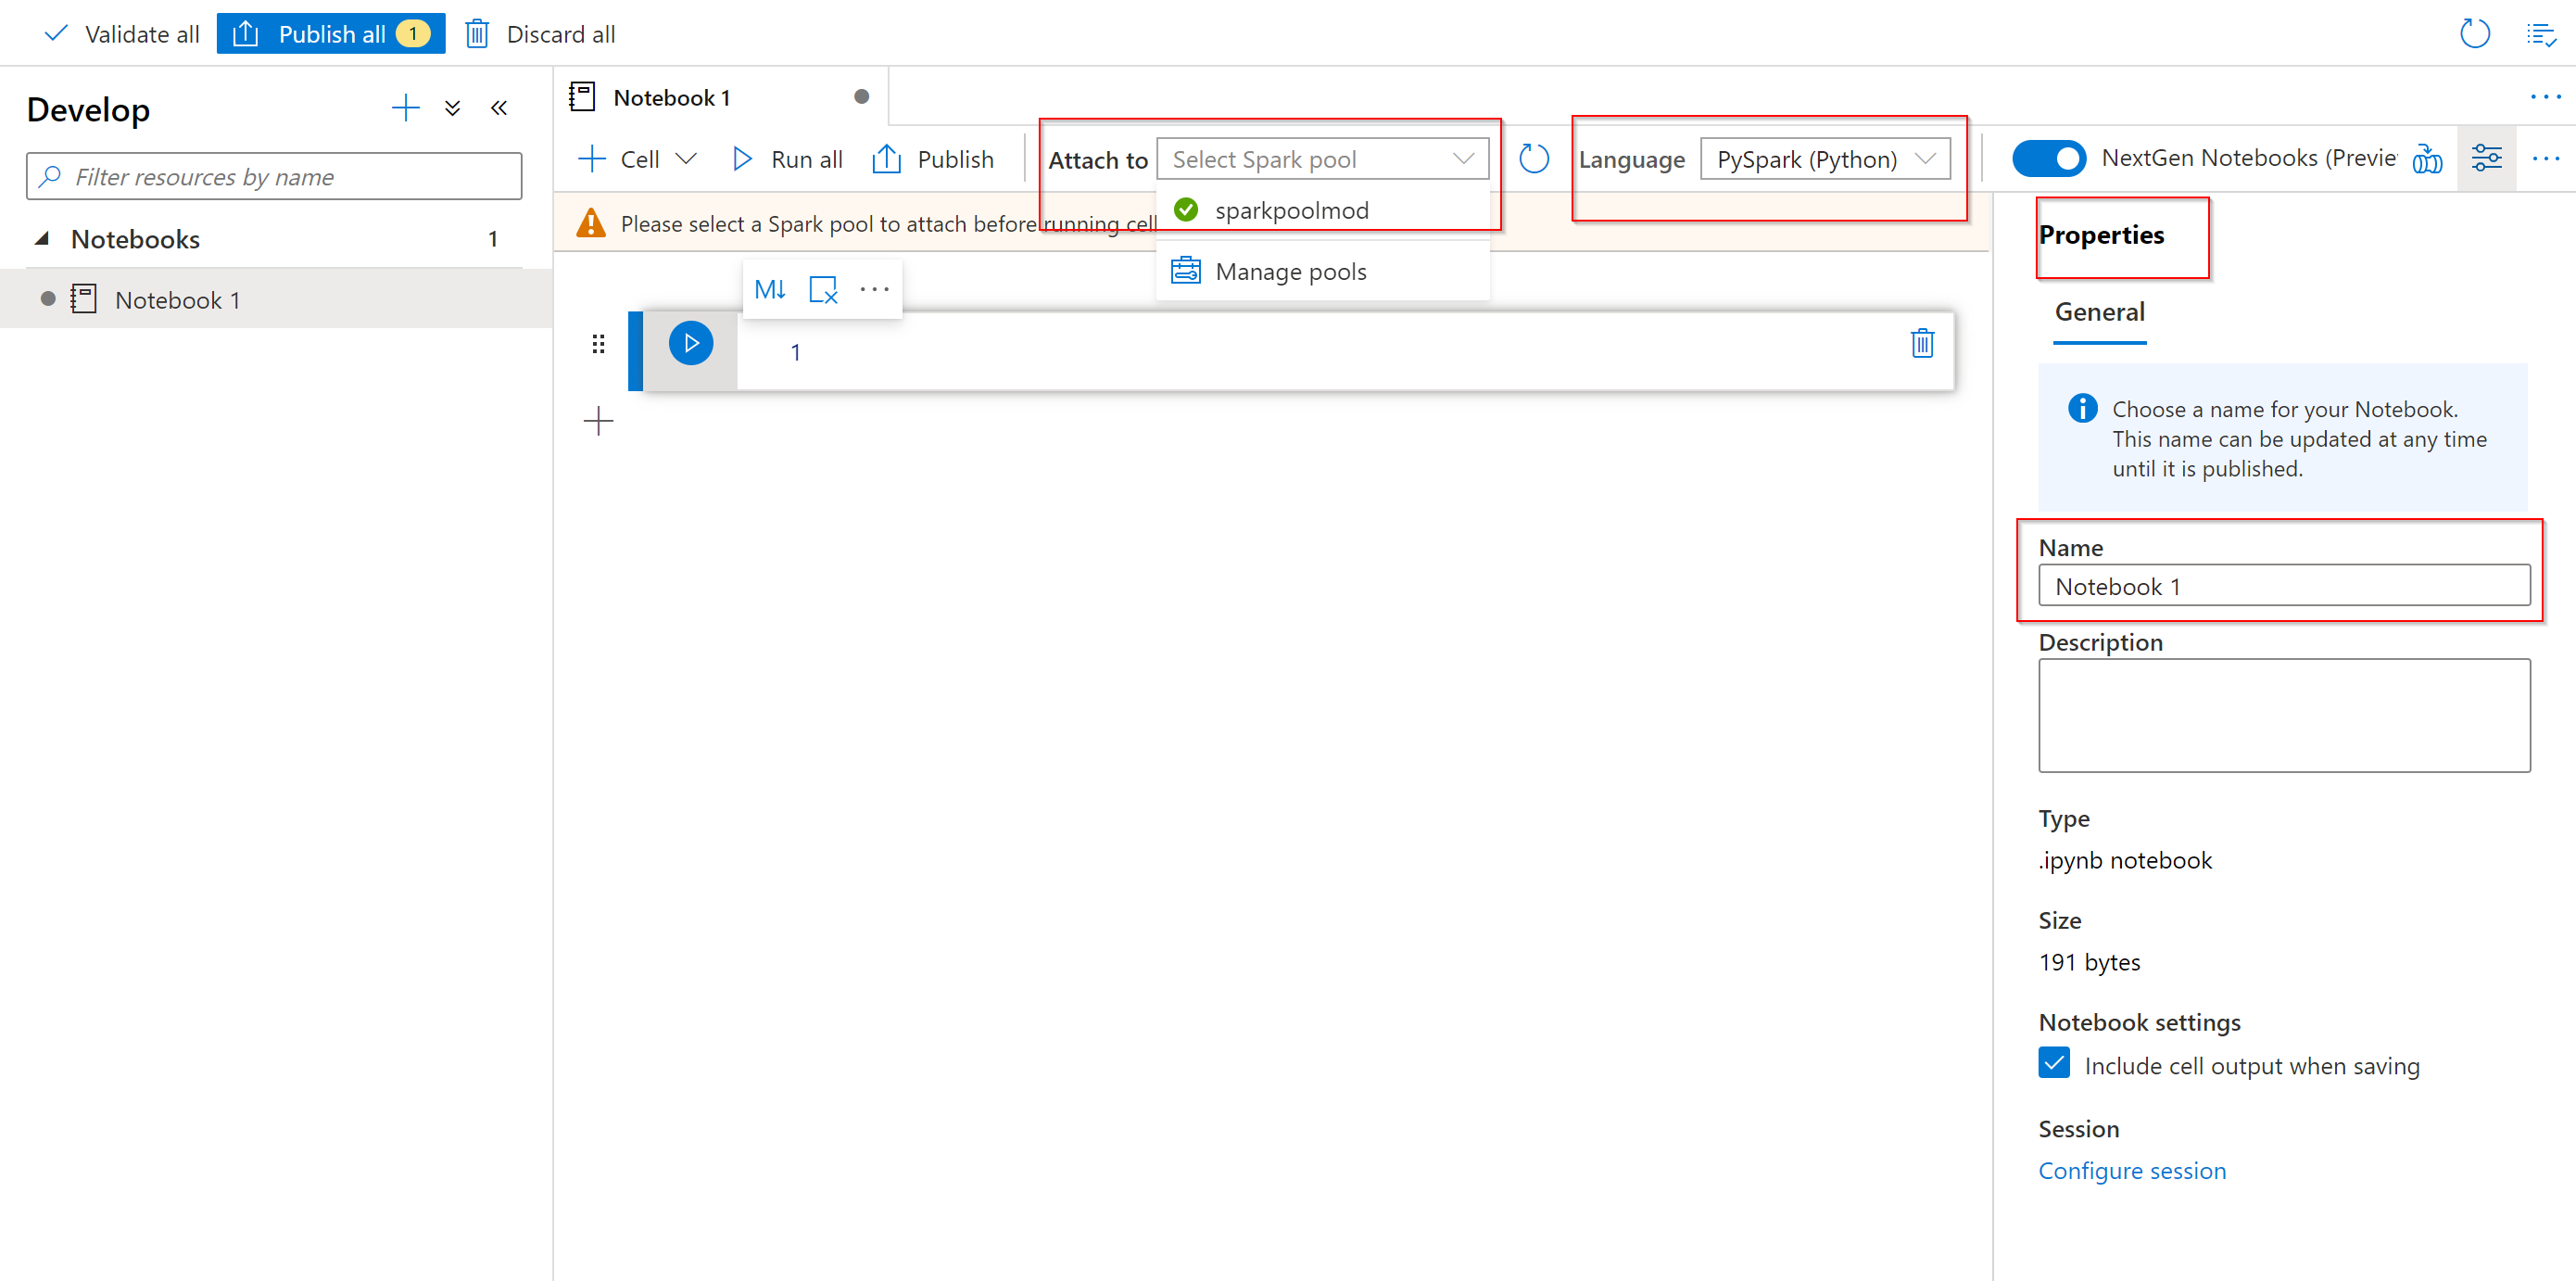 Validate all
Publish all 1
Discard all
Develop
Filter resources by name
Notebooks 1
Notebook 1
Notebook 1
Cell
Run all
Publish
Attach to
Select Spark pool
Language
PySpark (Python)
NextGen Notebooks (Preview
Please select a Spark pool to attach before running cell
sparkpoolmod
Manage pools
M↓
1
Properties
General
Choose a name for your Notebook.
This name can be updated at any time
until it is published.
Name
Notebook 1
Description
Type
.ipynb notebook
Size
191 bytes
Notebook settings
Include cell output when saving
Session
Configure session